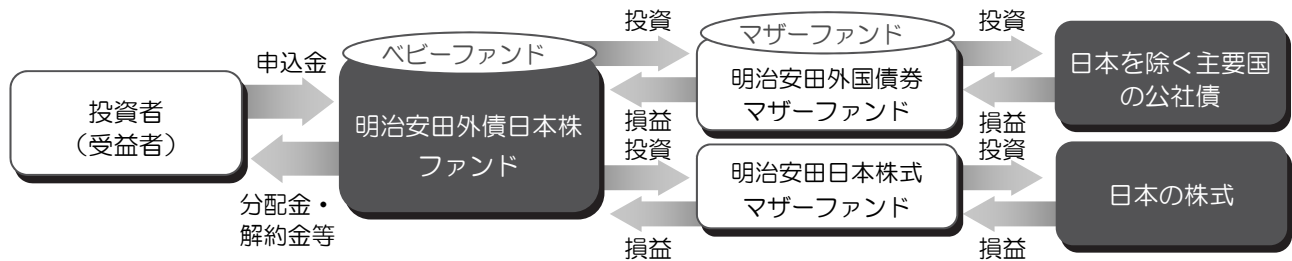 投資者
(受益者)
申込金
分配金・
解約金等
ベビーファンド
明治安田外債日本株
ファンド
投資
損益
投資
損益
マザーファンド
明治安田外国債券
マザーファンド
明治安田日本株式
マザーファンド
投資
損益
投資
損益
日本を除く主要国
の公社債
日本の株式